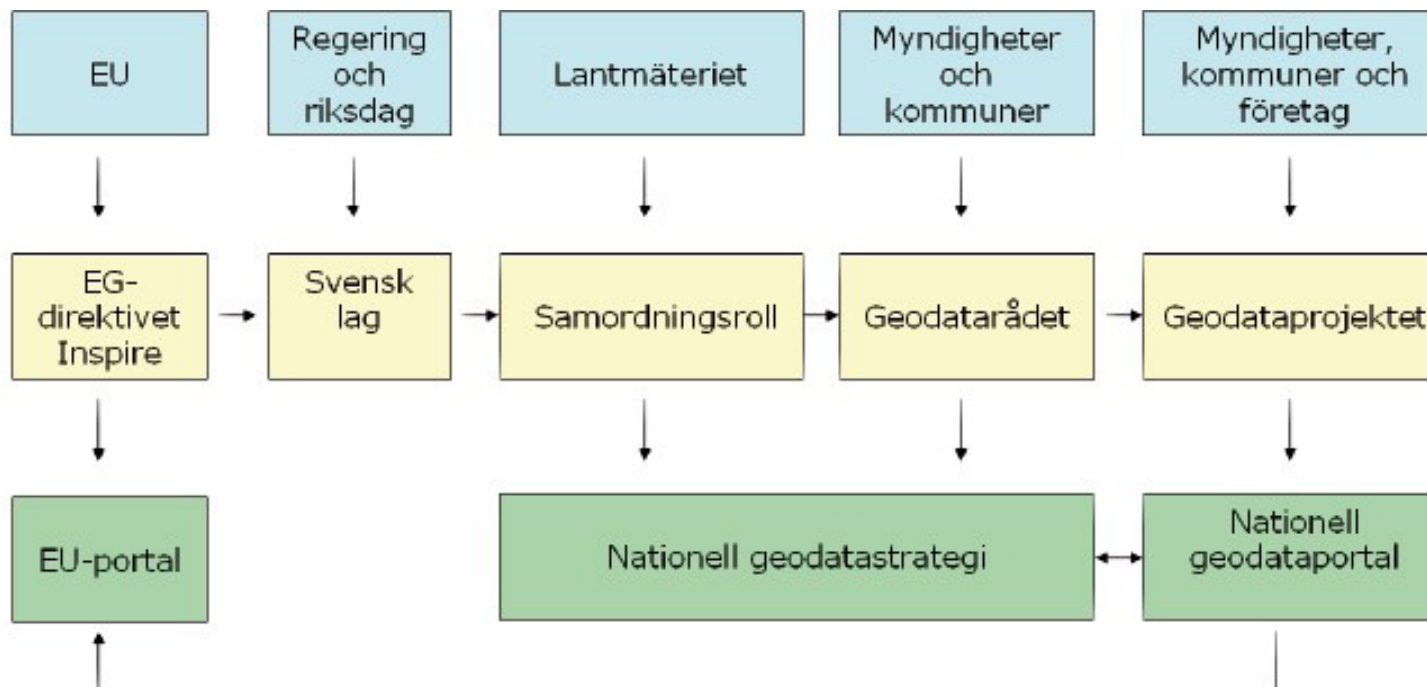 EU
Regering
och
riksdag
Lantmäteriet
Myndigheter
och
kommuner
Myndigheter,
kommuner och
företag
EG-
direktivet
Inspire
Svensk
lag
Samordningsroll
Geodatarådet
Geodataprojektet
EU-portal
Nationell geodatastrategi
Nationell
geodataportal